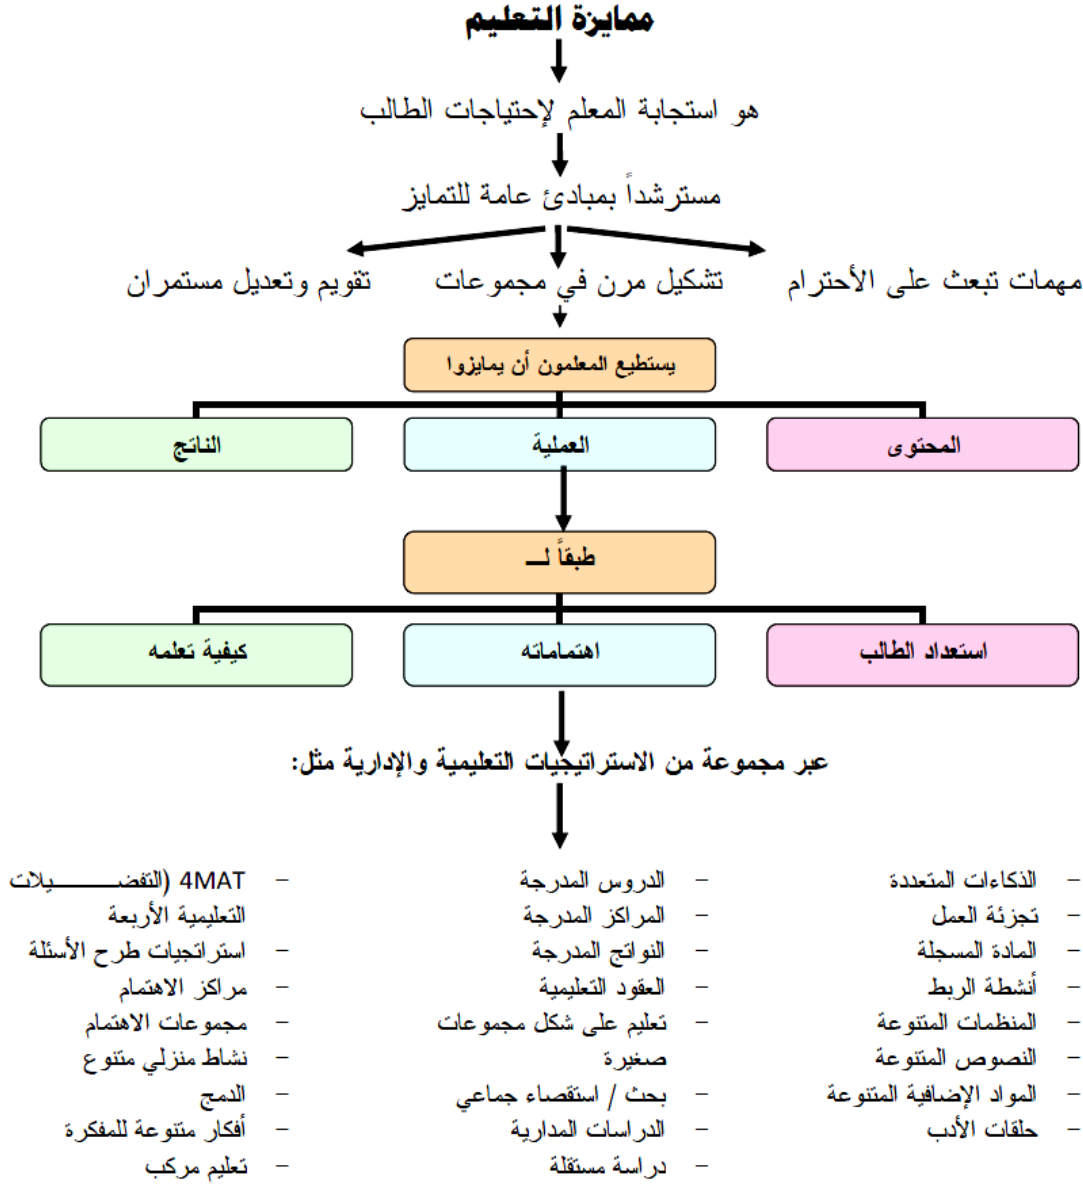 ممايزة التعليم
هو استجابة المعلم لإحتياجات الطالب
مسترشداً بمبادئ عامة للتمايز
مهمات تبعث على الأحترام
تشكيل مرن في مجموعات
تقويم وتعديل مستمران
يستطيع المعلمون أن يمايزوا
المحتوى
العملية
الناتج
طبقاً لـــ
استعداد الطالب
اهتماماته
كيفية تعلمه
عبر مجموعة من الاستراتيجيات التعليمية والإدارية مثل:
- الذكاءات المتعددة
- تجزئة العمل
- المادة المسجلة
- أنشطة الربط
- المنظمات المتنوعة
- النصوص المتنوعة
- المواد الإضافية المتنوعة
- حلقات الأدب
- الدروس المدرجة
- المراكز المدرجة
- النواتج المدرجة
- العقود التعليمية
- تعليم على شكل مجموعات
صغيرة
- بحث / استقصاء جماعي
- الدراسات المدارية
- دراسة مستقلة
- 4MAT (التفضـــــــيلات
التعليمية الأربعة
- استراتجيات طرح الأسئلة
- مراكز الاهتمام
- مجموعات الاهتمام
- نشاط منزلي متنوع
- الدمج
- أفكار متنوعة للمفكرة
- تعليم مركب